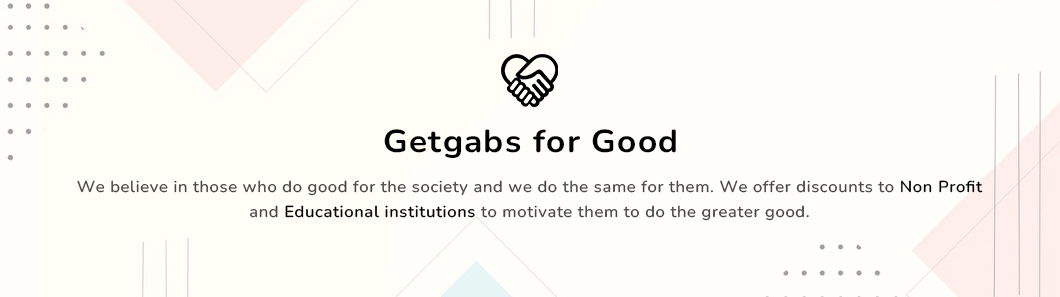 Getgabs for Good
We believe in those who do good for the society and we do the same for them. We offer discounts to Non Profit
and Educational institutions to motivate them to do the greater good.